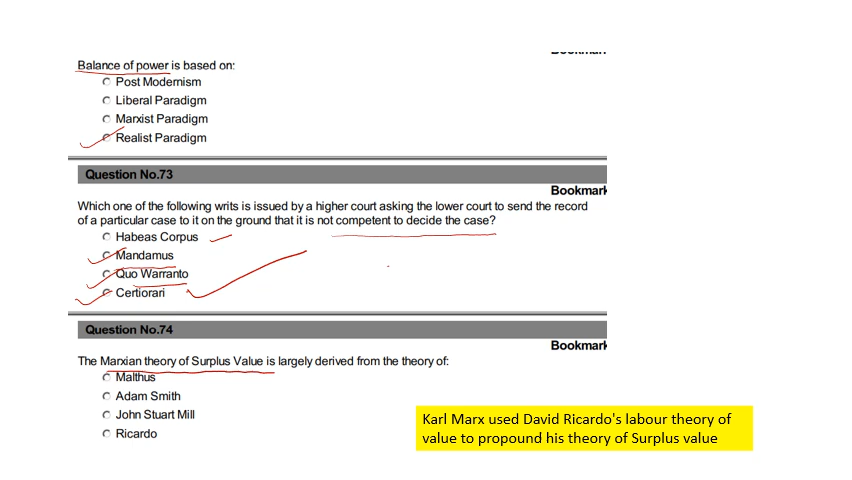 Balance of power is based on:
Post Modernism
Liberal Paradigm
Marxist Paradigm
Realist Paradigm
Question No.73
Bookmark
Which one of the following writs is issued by a higher court asking the lower court to send the record
of a particular case to it on the ground that it is not competent to decide the case?
Habeas Corpus
Mandamus
Quo Warranto
Certiorari
Question No.74
Bookmark
The Marxian theory of Surplus Value is largely derived from the theory of:
Malthus
Adam Smith
John Stuart Mill
Ricardo
Karl Marx used David Ricardo's labour theory of
value to propound his theory of Surplus value